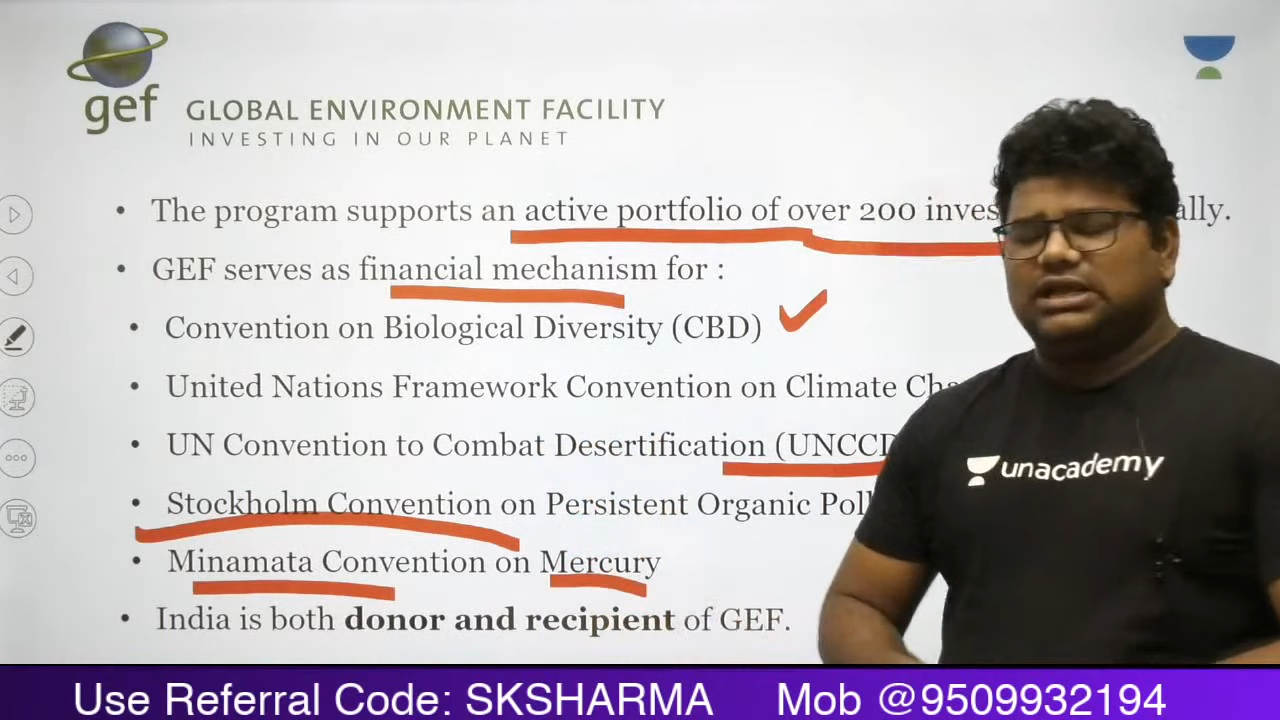 gef GLOBAL ENVIRONMENT FACILITY
INVESTING IN OUR PLANET
• The program supports an active portfolio of over 200 ally.
• GEF serves as financial mechanism for :
• Convention on Biological Diversity (CBD)
• United Nations Framework Convention on Climate
• UN Convention to Combat Desertification (UNCCD
• Stockholm Convention on Persistent Organic
• Minamata Convention on Mercury
• India is both donor and recipient of GEF.
unacademy
Use Referral Code: SKSHARMA Mob @9509932194